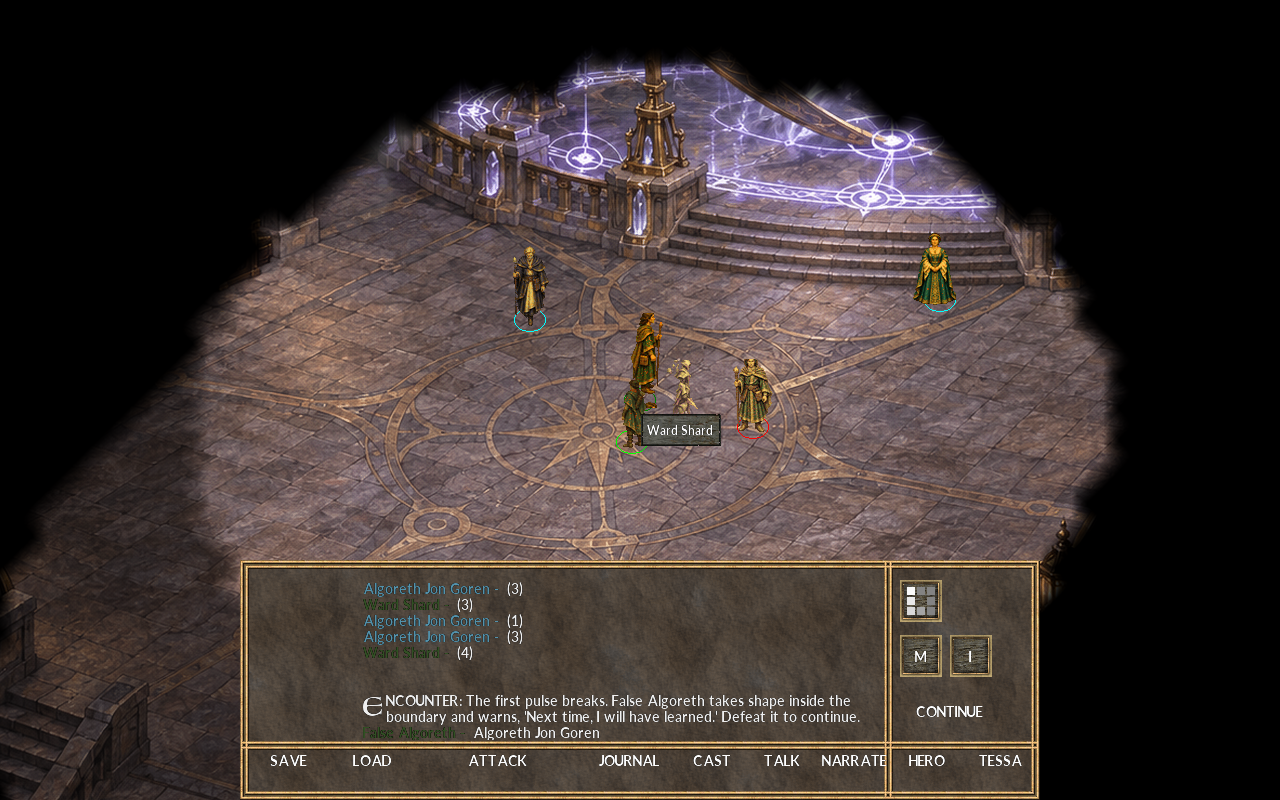 Ward Shard
Algoreth Jon Goren - (3)
Ward Shard - (3)
Algoreth Jon Goren - (1)
Algoreth Jon Goren - (3)
Ward Shard - (4)
ENCOUNTER: The first pulse breaks. False Algoreth takes shape inside the
boundary and warns, 'Next time, I will have learned.' Defeat it to continue.
False Algoreth - Algoreth Jon Goren
M I
CONTINUE
SAVE LOAD ATTACK JOURNAL CAST TALK NARRATE HERO TESSA